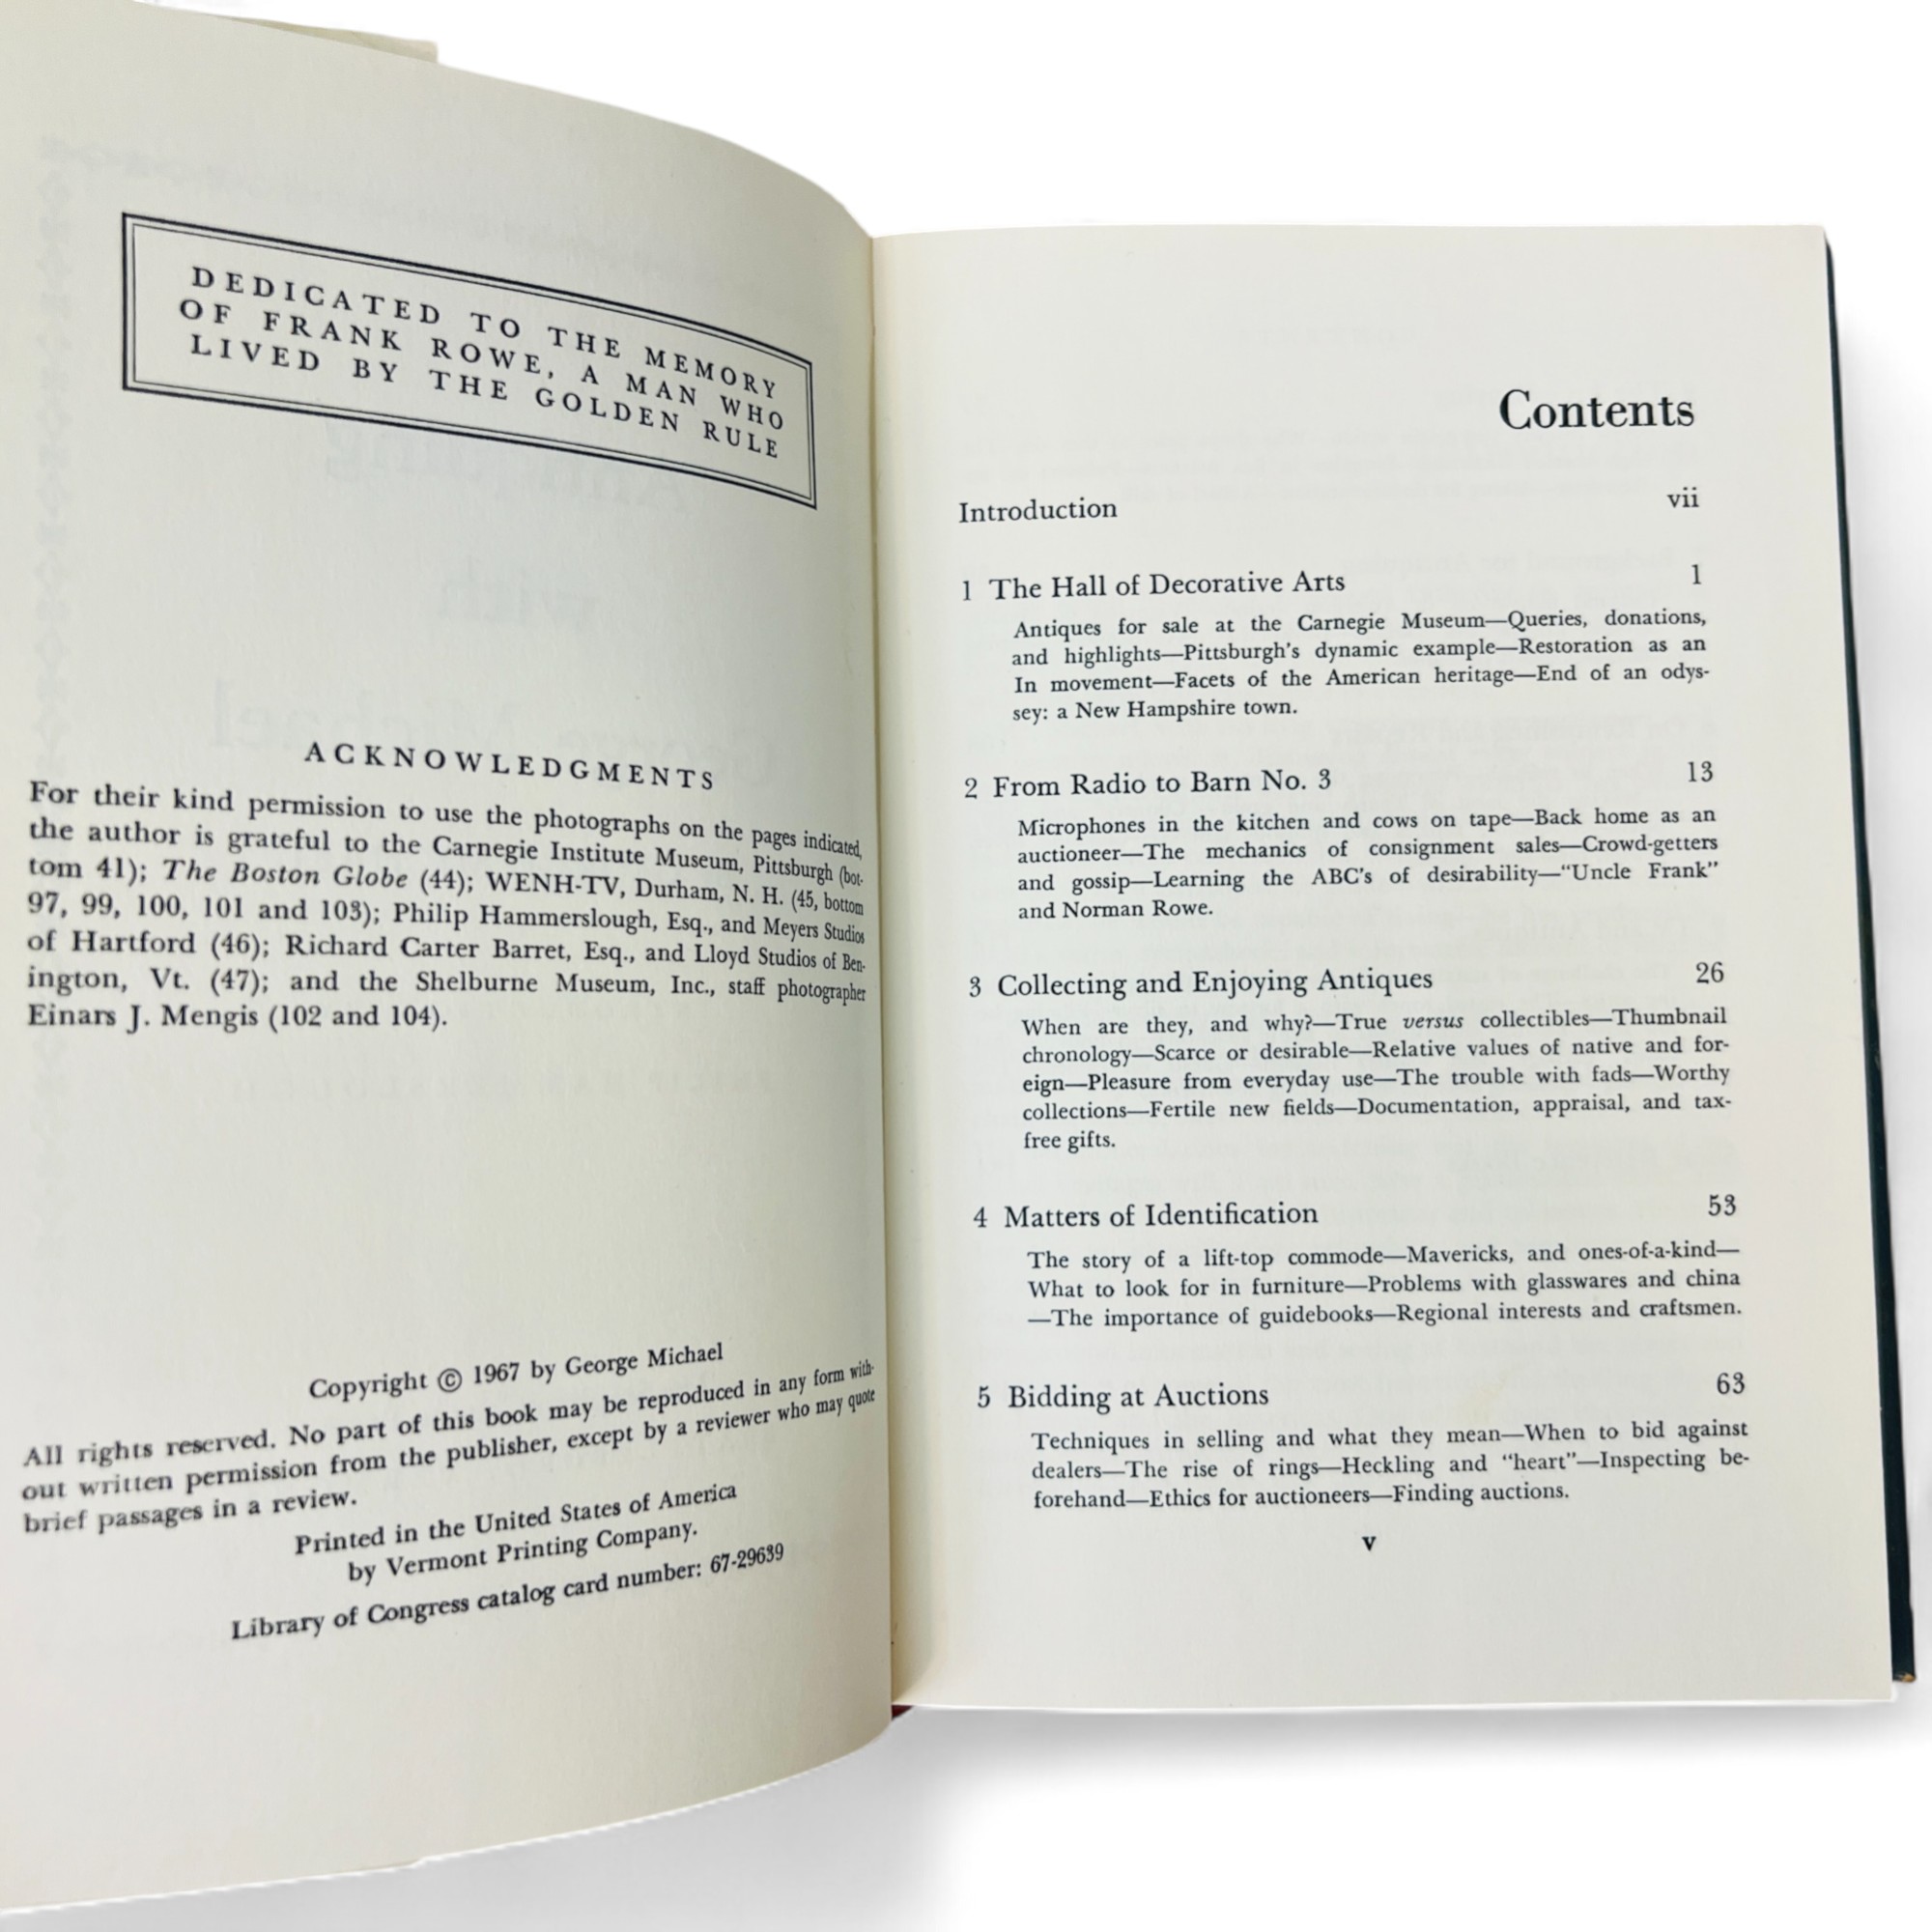 DEDICATED TO THE MEMORY
OF FRANK ROWE, A MAN WHO
LIVED BY THE GOLDEN RULE
ACKNOWLEDGMENTS
For their kind permission to use the photographs on the pages indicated,
the author is grateful to the Carnegie Institute Museum, Pittsburgh (bot-
tom 41); The Boston Globe (44); WENH-TV, Durham, N. H. (45, bottom
97, 99, 100, 101 and 103); Philip Hammerslough, Esq., and Meyers Studios
of Hartford (46); Richard Carter Barret, Esq., and Lloyd Studios of Ben-
ington, Vt. (47); and the Shelburne Museum, Inc., staff photographer
Einars J. Mengis (102 and 104).
Copyright © 1967 by George Michael
All rights reserved. No part of this book may be reproduced in any form with-
out written permission from the publisher, except by a reviewer who may quote
brief passages in a review.
Printed in the United States of America
by Vermont Printing Company.
Library of Congress catalog card number: 67-29639
Contents
Introduction vii
1 The Hall of Decorative Arts 1
Antiques for sale at the Carnegie Museum—Queries, donations,
and highlights—Pittsburgh's dynamic example—Restoration as an
In movement—Facets of the American heritage—End of an odys-
sey: a New Hampshire town.
2 From Radio to Barn No. 3 13
Microphones in the kitchen and cows on tape—Back home as an
auctioneer—The mechanics of consignment sales—Crowd-getters
and gossip—Learning the ABC's of desirability—“Uncle Frank”
and Norman Rowe.
3 Collecting and Enjoying Antiques 26
When are they, and why?—True versus collectibles—Thumbnail
chronology—Scarce or desirable—Relative values of native and for-
eign—Pleasure from everyday use—The trouble with fads—Worthy
collections—Fertile new fields—Documentation, appraisal, and tax-
free gifts.
4 Matters of Identification 53
The story of a lift-top commode—Mavericks, and ones-of-a-kind—
What to look for in furniture—Problems with glasswares and china
—The importance of guidebooks—Regional interests and craftsmen.
5 Bidding at Auctions 63
Techniques in selling and what they mean—When to bid against
dealers—The rise of rings—Heckling and “heart”—Inspecting be-
forehand—Ethics for auctioneers—Finding auctions.
v